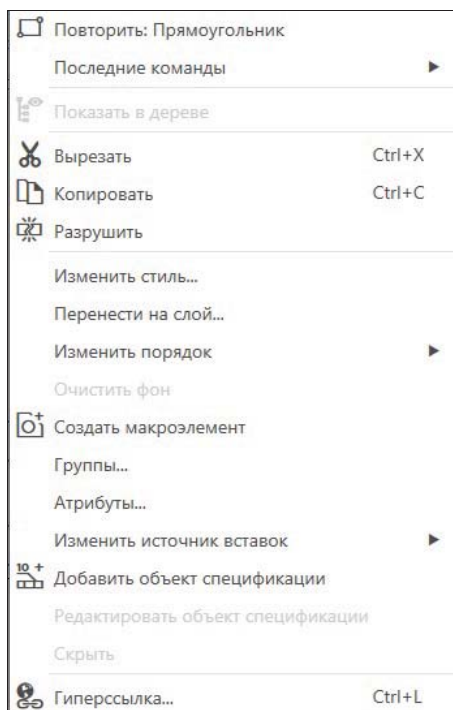 Повторить: Прямоугольник
Последние команды
Показать в дереве
Вырезать Ctrl+X
Копировать Ctrl+C
Разрушить
Изменить стиль...
Перенести на слой...
Изменить порядок
Очистить фон
Создать макроэлемент
Группы...
Атрибуты...
Изменить источник вставок
10 + Добавить объект спецификации
Редактировать объект спецификации
Скрыть
Гиперссылка... Ctrl+L